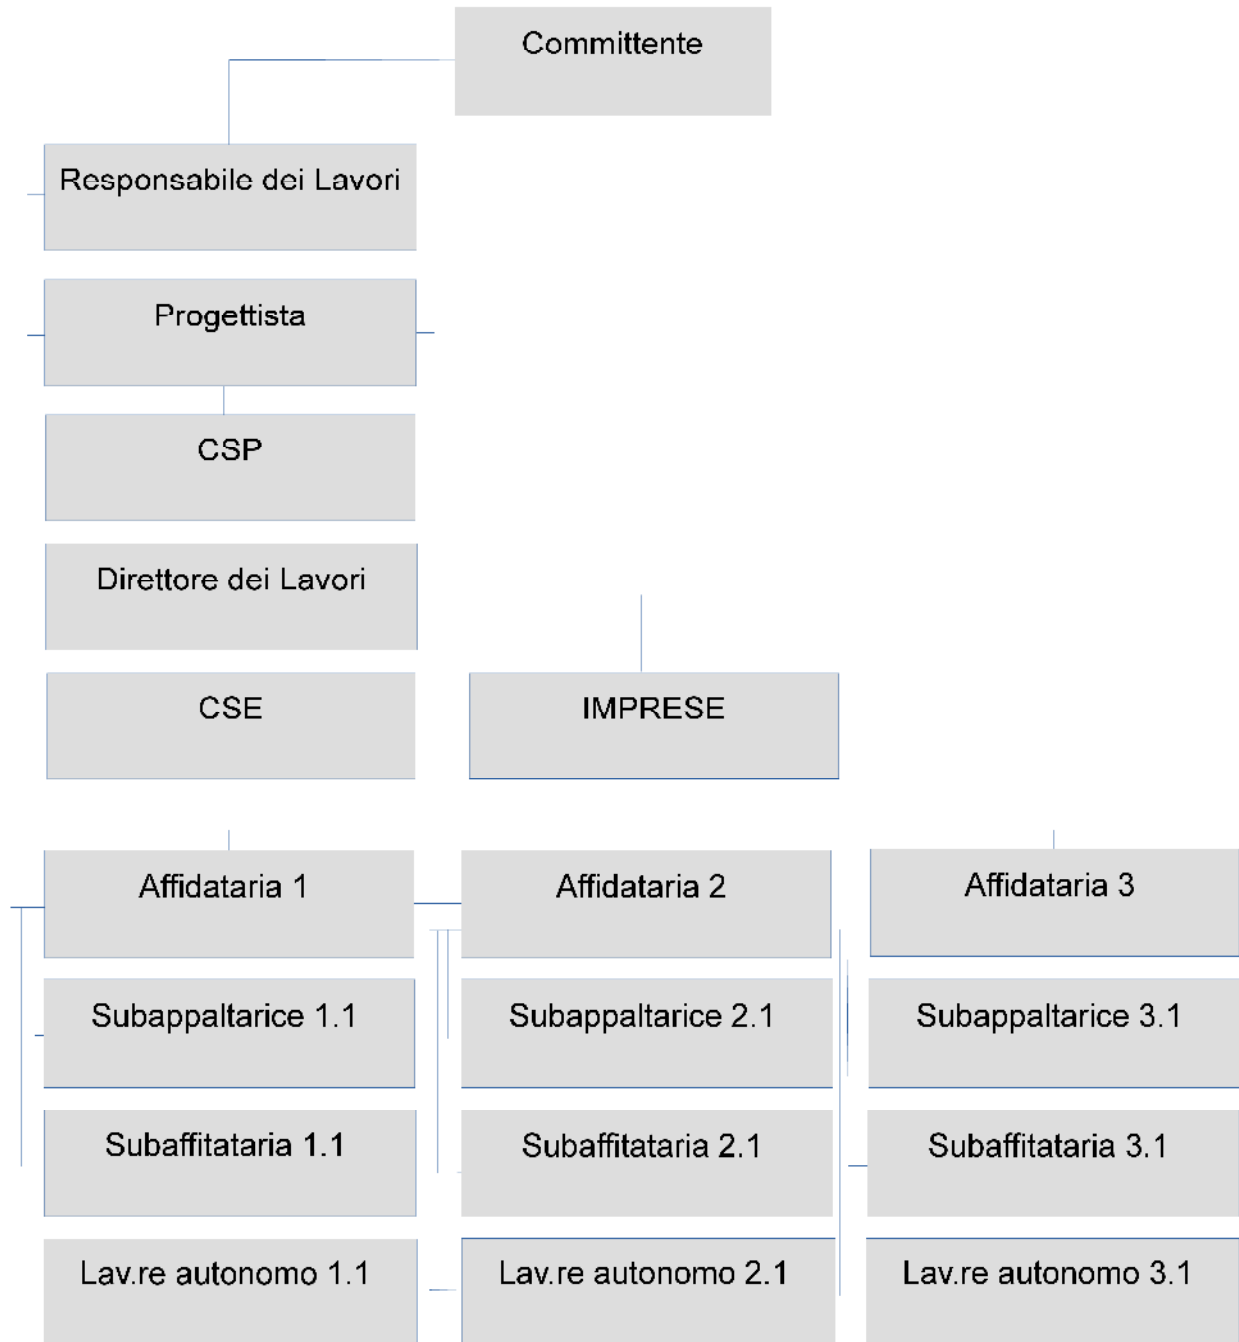 Committente
Responsabile dei Lavori
Progettista
CSP
Direttore dei Lavori
CSE
IMPRESE
Affidataria 1
Affidataria 2
Affidataria 3
Subappaltarice 1.1
Subappaltarice 2.1
Subappaltarice 3.1
Subaffitataria 1.1
Subaffitataria 2.1
Subaffitataria 3.1
Lav.re autonomo 1.1
Lav.re autonomo 2.1
Lav.re autonomo 3.1